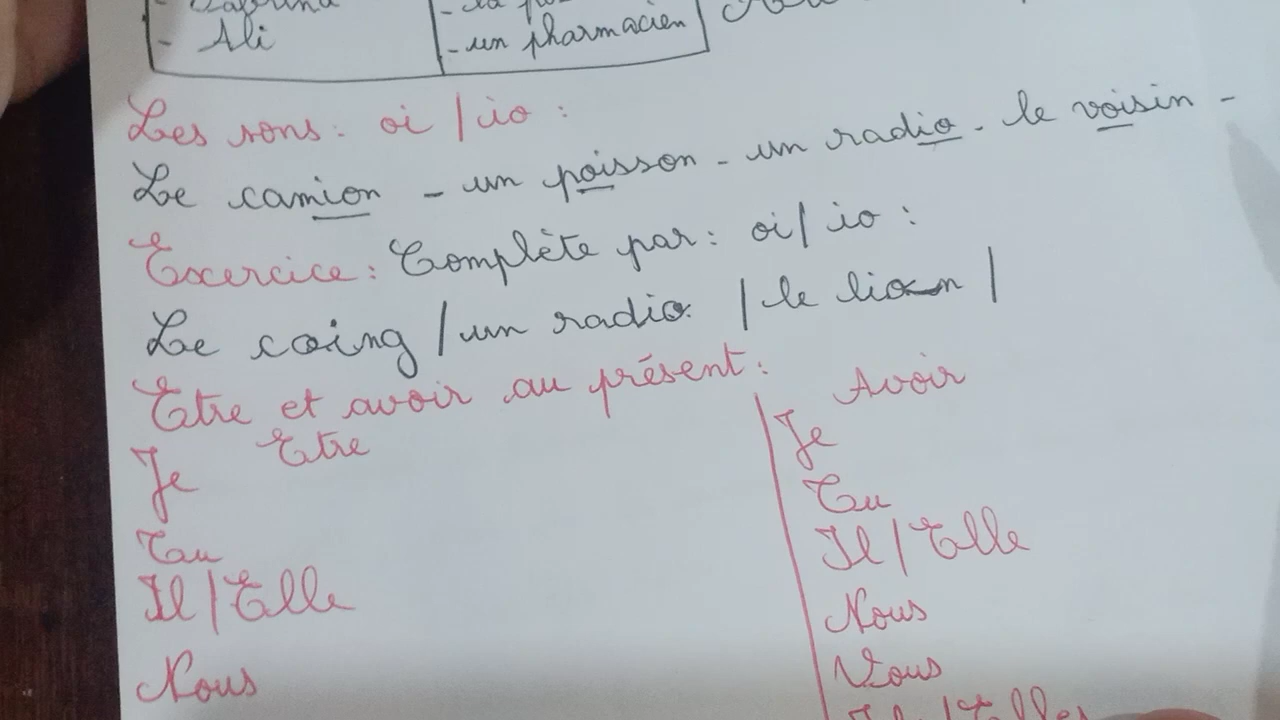 - Ali
- un pharmacien
Les sons: oi / io :
Le camion - un poisson - un radio - le voisin -
Exercice: Complète par: oi / io :
Le coing / un radio / le lion /
Etre et avoir au présent:
Etre
Je
Tu
Il / Elle
Nous
Avoir
Je
Tu
Il / Elle
Nous
Vous